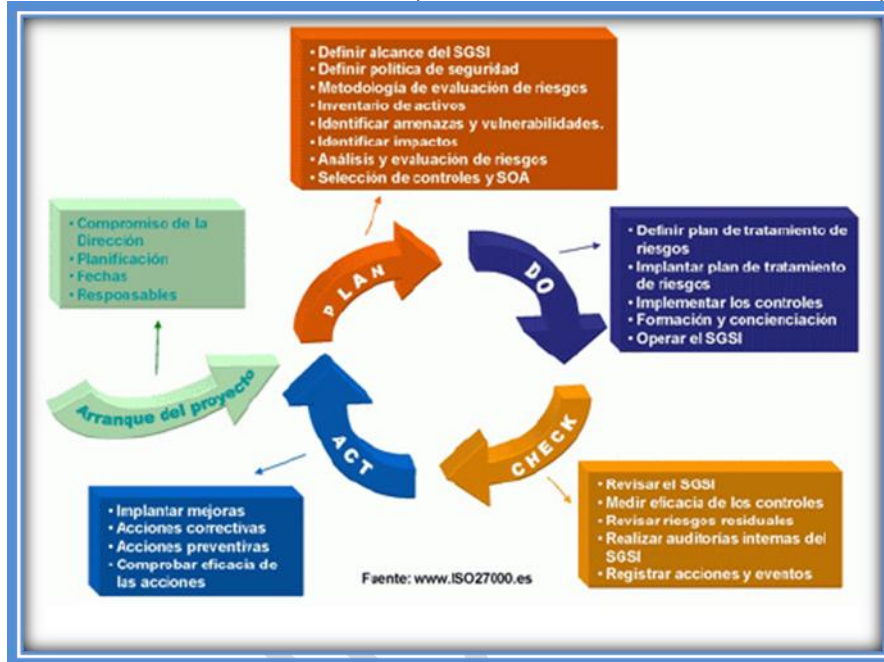 • Definir alcance del SGSI
• Definir política de seguridad
• Metodología de evaluación de riesgos
• Inventario de activos
• Identificar amenazas y vulnerabilidades.
• Identificar impactos
• Análisis y evaluación de riesgos
• Selección de controles y SOA
• Compromiso de la
Dirección
• Planificación
• Fechas
• Responsables
• Definir plan de tratamiento de
riesgos
• Implantar plan de tratamiento
de riesgos
• Implementar los controles
• Formación y concienciación
• Operar el SGSI
PLAN
DO
Arranque del proyecto
ACT
CHECK
• Implantar mejoras
• Acciones correctivas
• Acciones preventivas
• Comprobar eficacia de
las acciones
• Revisar el SGSI
• Medir eficacia de los controles
• Revisar riesgos residuales
• Realizar auditorías internas del
SGSI
• Registrar acciones y eventos
Fuente: www.ISO27000.es